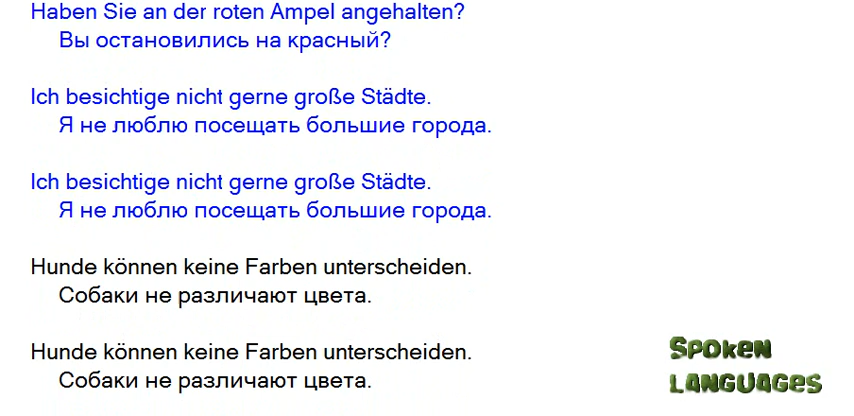 Haben Sie an der roten Ampel angehalten?
Вы остановились на красный?
Ich besichtige nicht gerne große Städte.
Я не люблю посещать большие города.
Ich besichtige nicht gerne große Städte.
Я не люблю посещать большие города.
Hunde können keine Farben unterscheiden.
Собаки не различают цвета.
Hunde können keine Farben unterscheiden.
Собаки не различают цвета.
Spoken
Languages